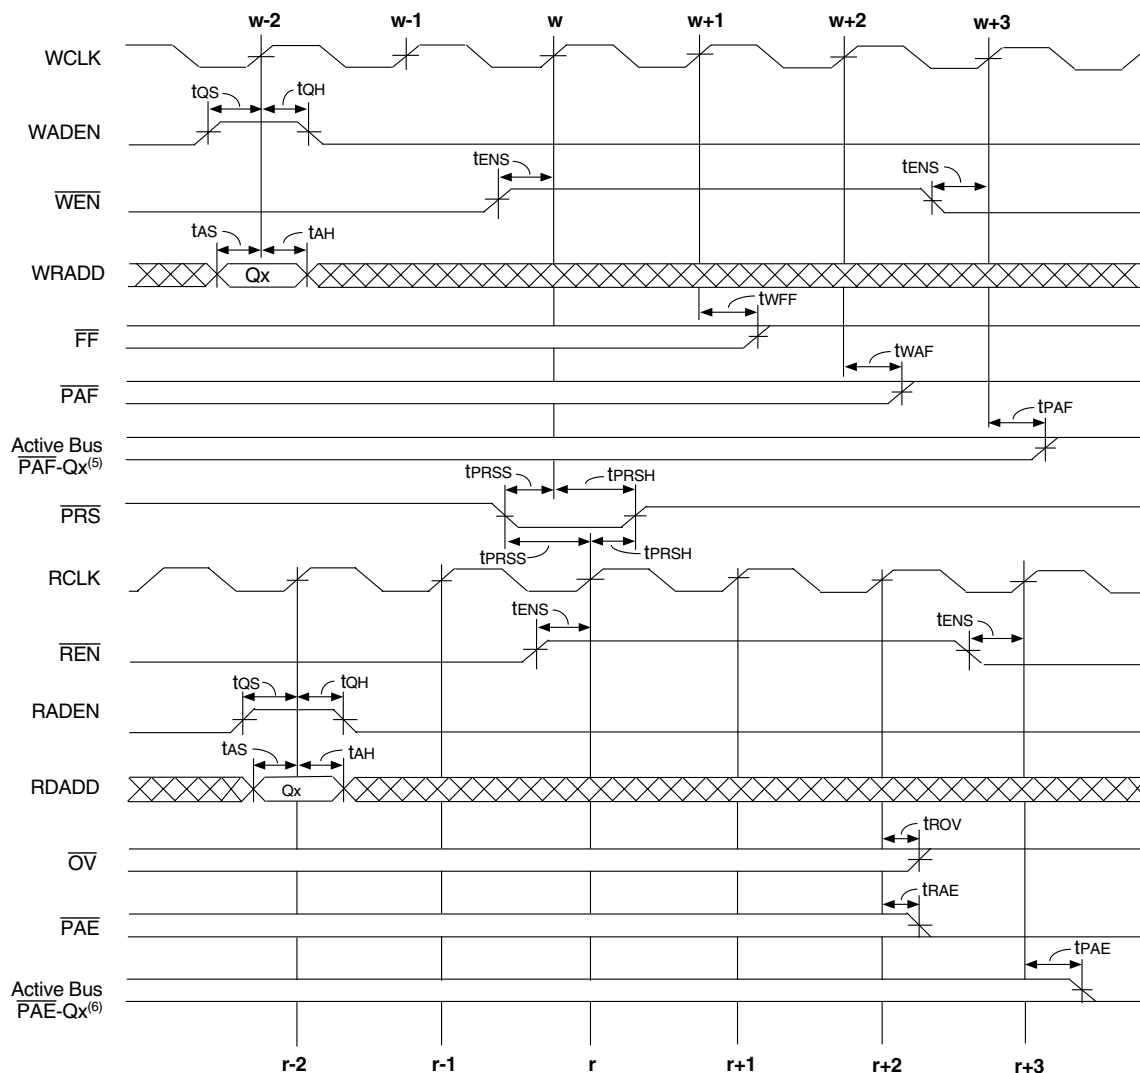 w-2 w-1 w w+1 w+2 w+3
WCLK
tQS tQH
WADEN
tENS tENS
WEN
tAS tAH
WRADD Qx
tWFF
FF
tWAF
PAF
tPAF
Active Bus
PAF-Qx(5)
tPRSS tPRSH
PRS
tPRSS tPRSH
RCLK
tENS tENS
REN
tQS tQH
RADEN
tAS tAH
RDADD Qx
tROV
OV
tRAE
PAE
tPAE
Active Bus
PAE-Qx(6)
r-2 r-1 r r+1 r+2 r+3